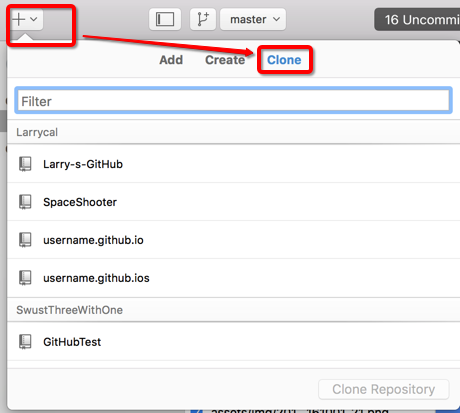 master
16 Uncommi
Add Create Clone
Filter
Larrycal
Larry-s-GitHub
SpaceShooter
username.github.io
username.github.ios
SwustThreeWithOne
GitHubTest
Clone Repository